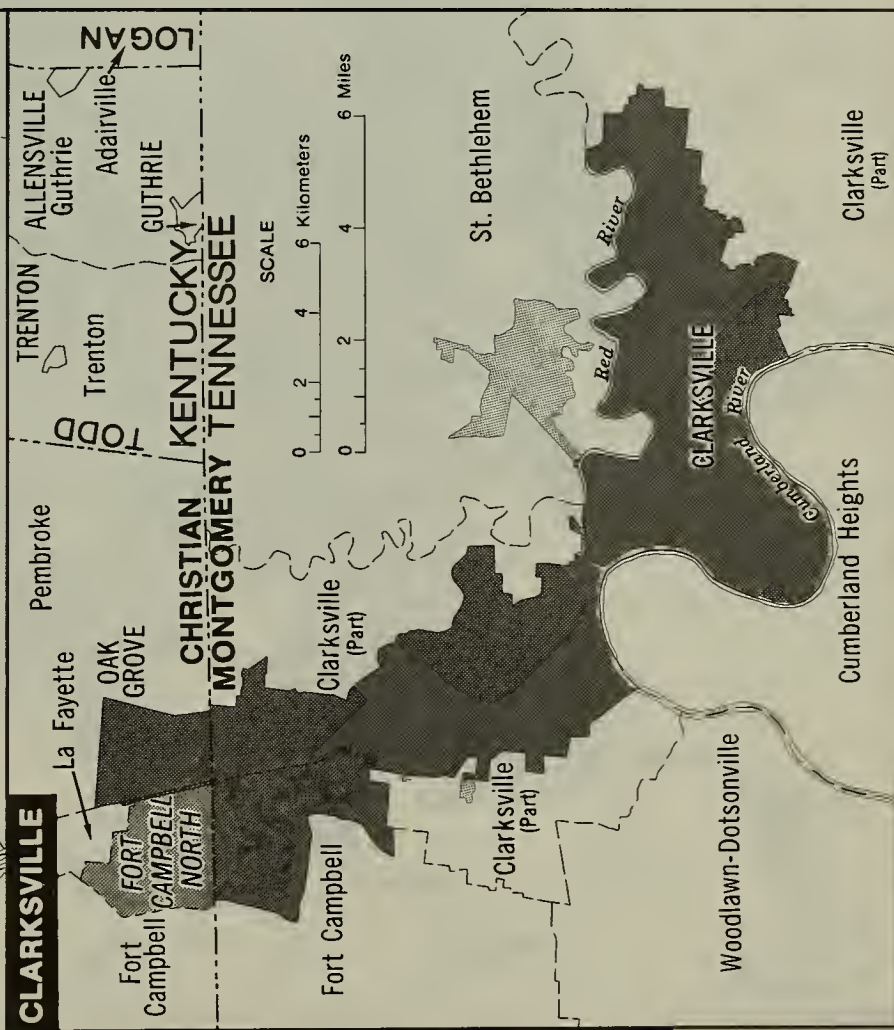 CLARKSVILLE
La Fayette
Pembroke
TODD
TRENTON
Trenton
ALLENSVILLE
Guthrie
Adairville
LOGAN
GUTHRIE
OAK
GROVE
FORT
CAMPBELL
NORTH
Fort
Campbell
CHRISTIAN
KENTUCKY
MONTGOMERY
TENNESSEE
SCALE
0 2 4 6 Kilometers
0 2 4 6 Miles
Fort Campbell
Clarksville
(Part)
Clarksville
(Part)
St. Bethlehem
Red River
CLARKSVILLE
Cumberland River
Woodlawn-Dotsonville
Cumberland Heights
Clarksville
(Part)